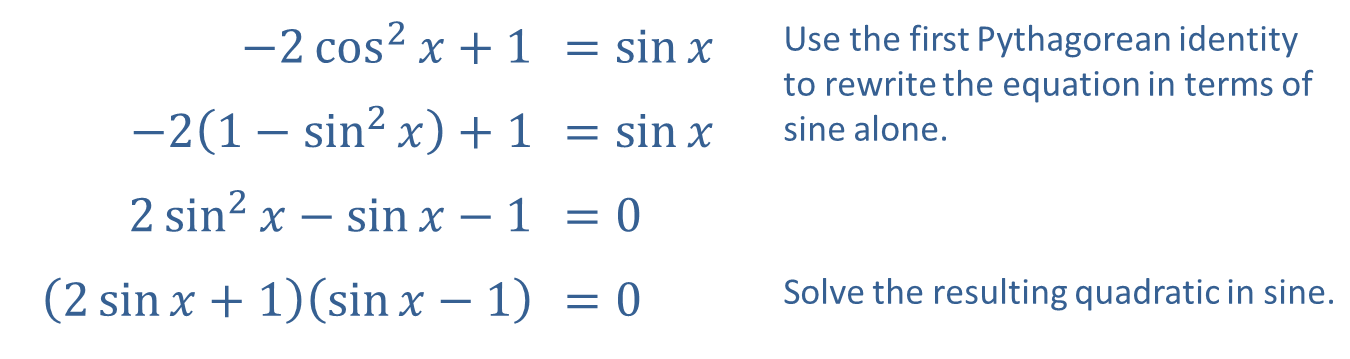 −2 cos² x + 1 = sin x
Use the first Pythagorean identity
to rewrite the equation in terms of
sine alone.
−2(1 − sin² x) + 1 = sin x
2 sin² x − sin x − 1 = 0
(2 sin x + 1)(sin x − 1) = 0
Solve the resulting quadratic in sine.